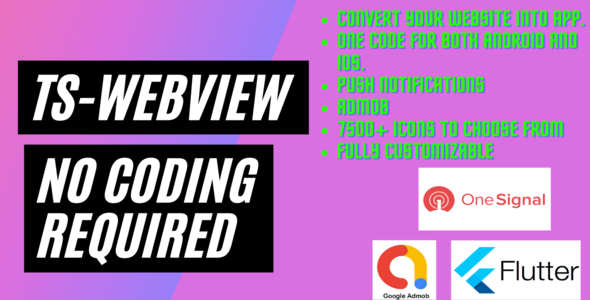 TS-WEBVIEW
NO CODING
REQUIRED
• CONVERT YOUR WEBSITE INTO APP.
• ONE CODE FOR BOTH ANDROID AND
IOS.
• PUSH NOTIFICATIONS
• ADMOB
• 7500+ ICONS TO CHOOSE FROM
• FULLY CUSTOMIZABLE
OneSignal
Google Admob
Flutter